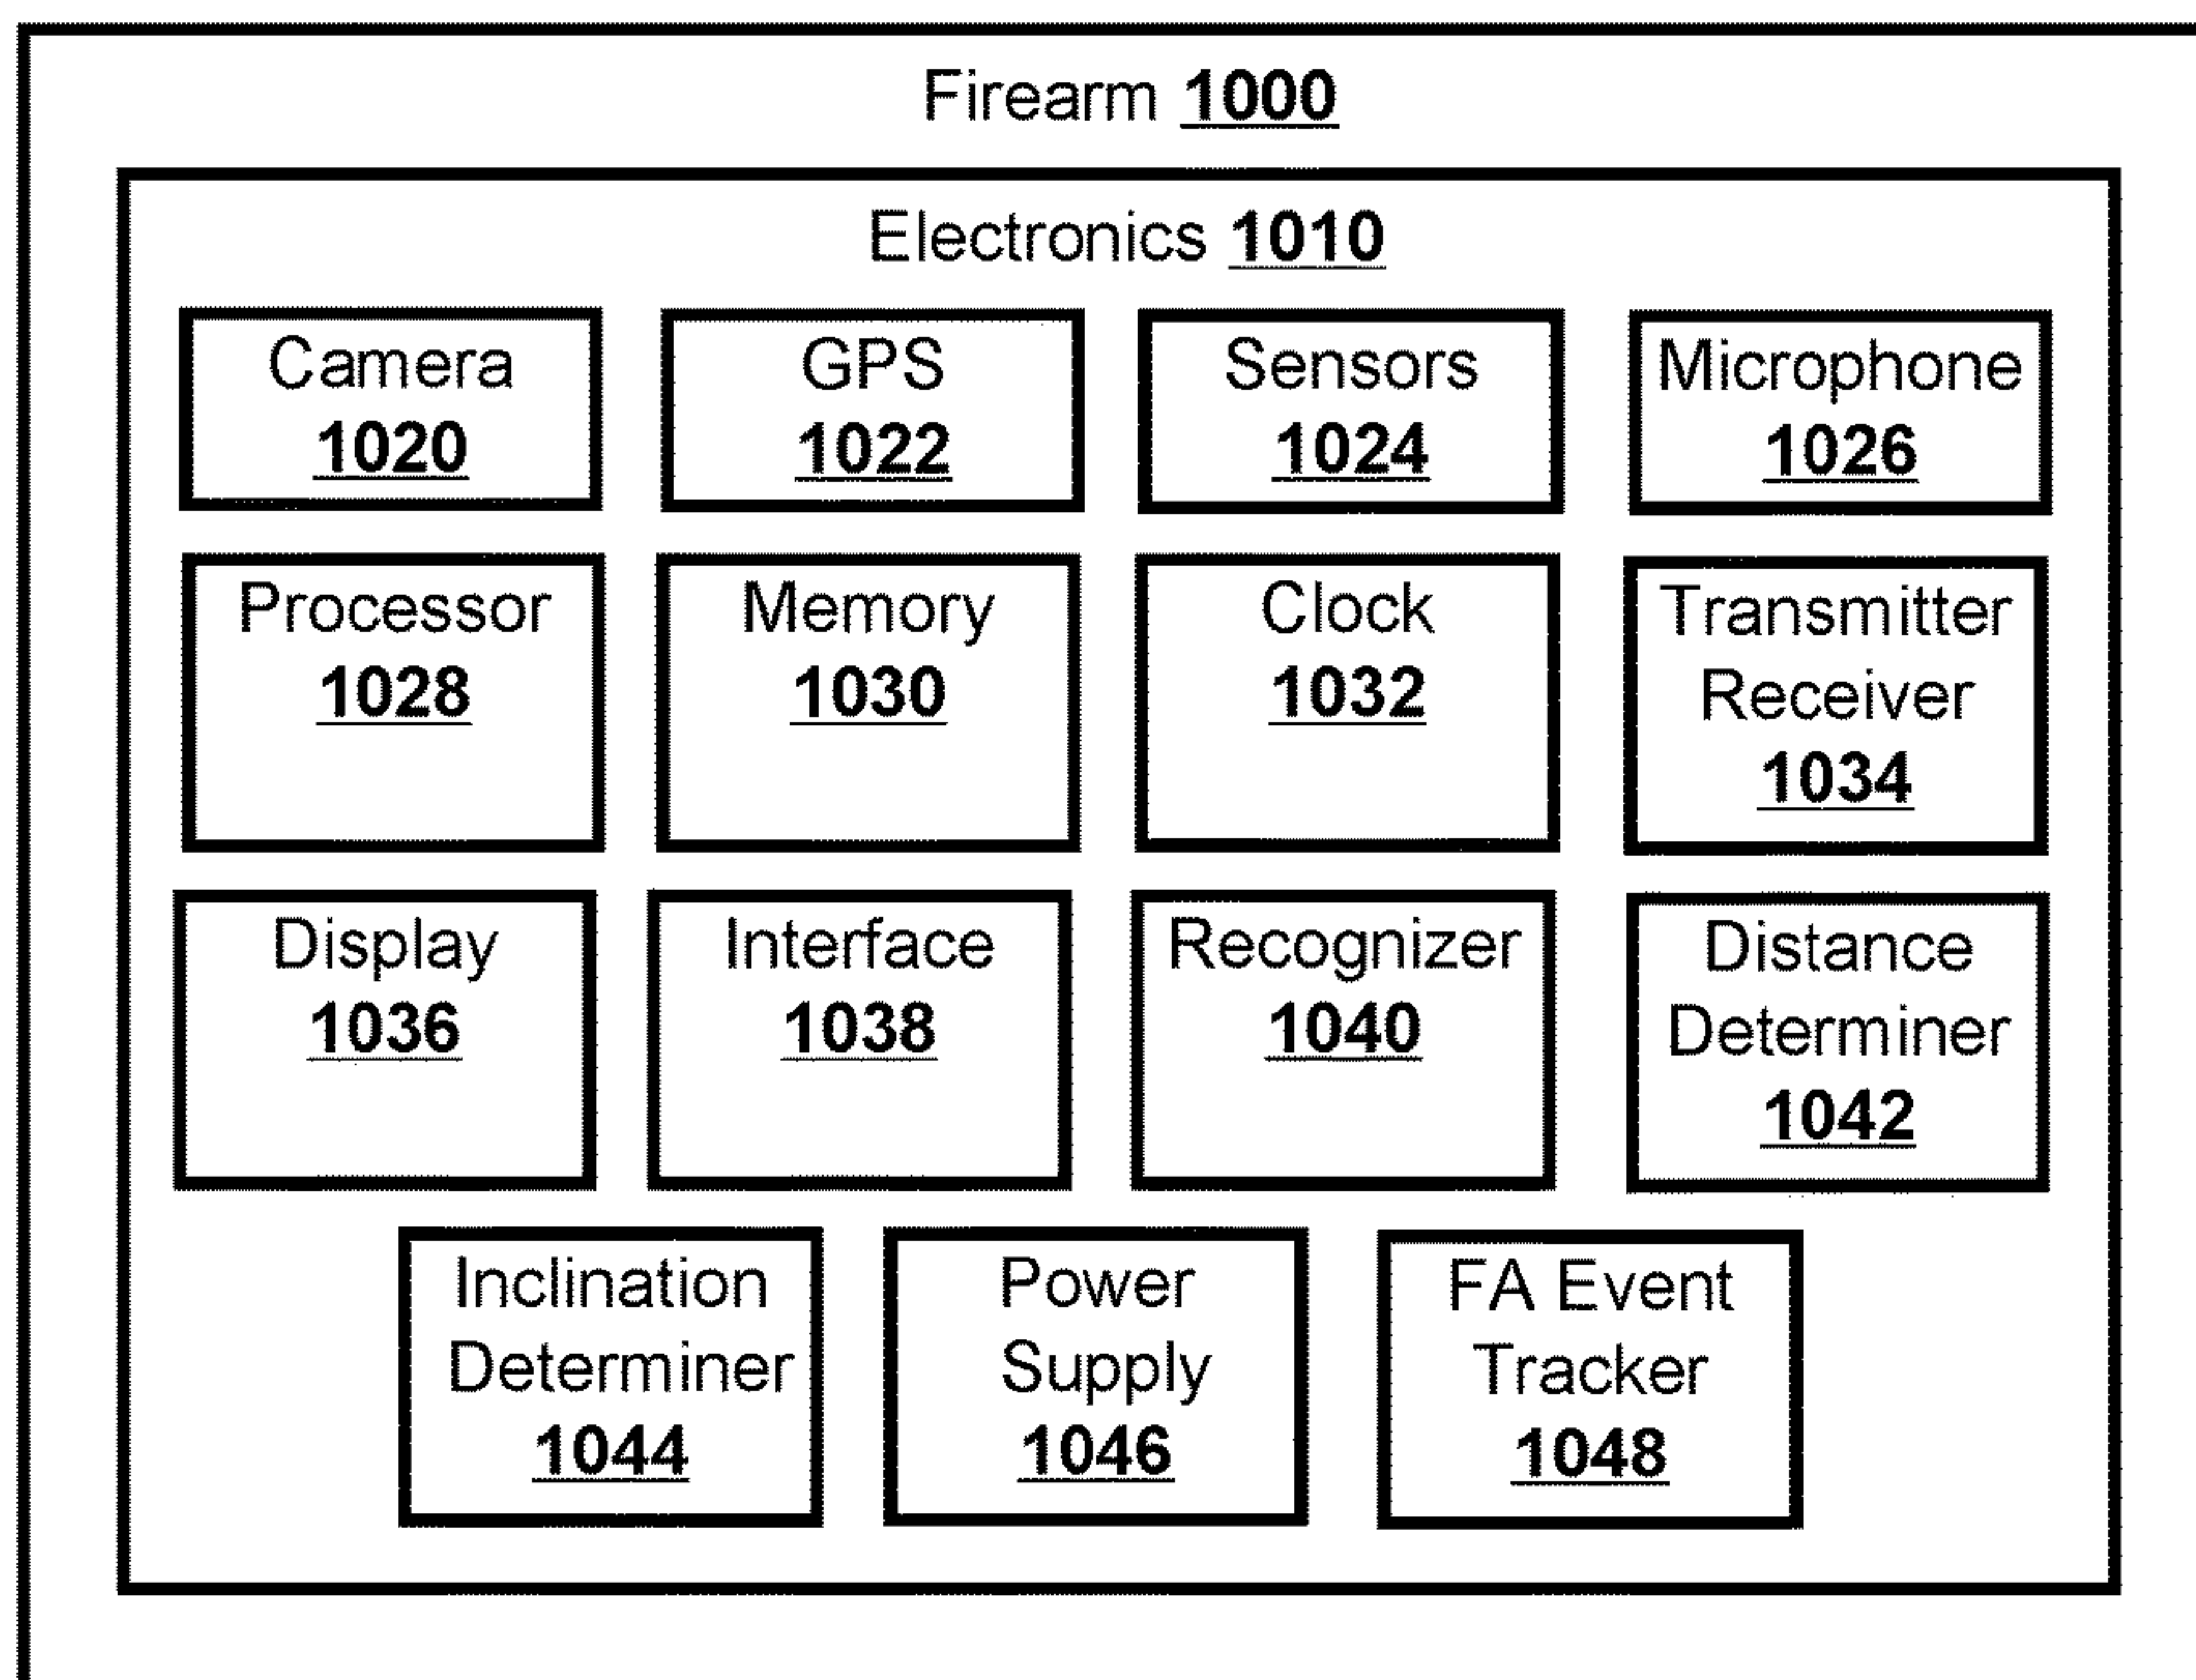 Firearm 1000
Electronics 1010
Camera
1020
GPS
1022
Sensors
1024
Microphone
1026
Processor
1028
Memory
1030
Clock
1032
Transmitter
Receiver
1034
Display
1036
Interface
1038
Recognizer
1040
Distance
Determiner
1042
Inclination
Determiner
1044
Power
Supply
1046
FA Event
Tracker
1048